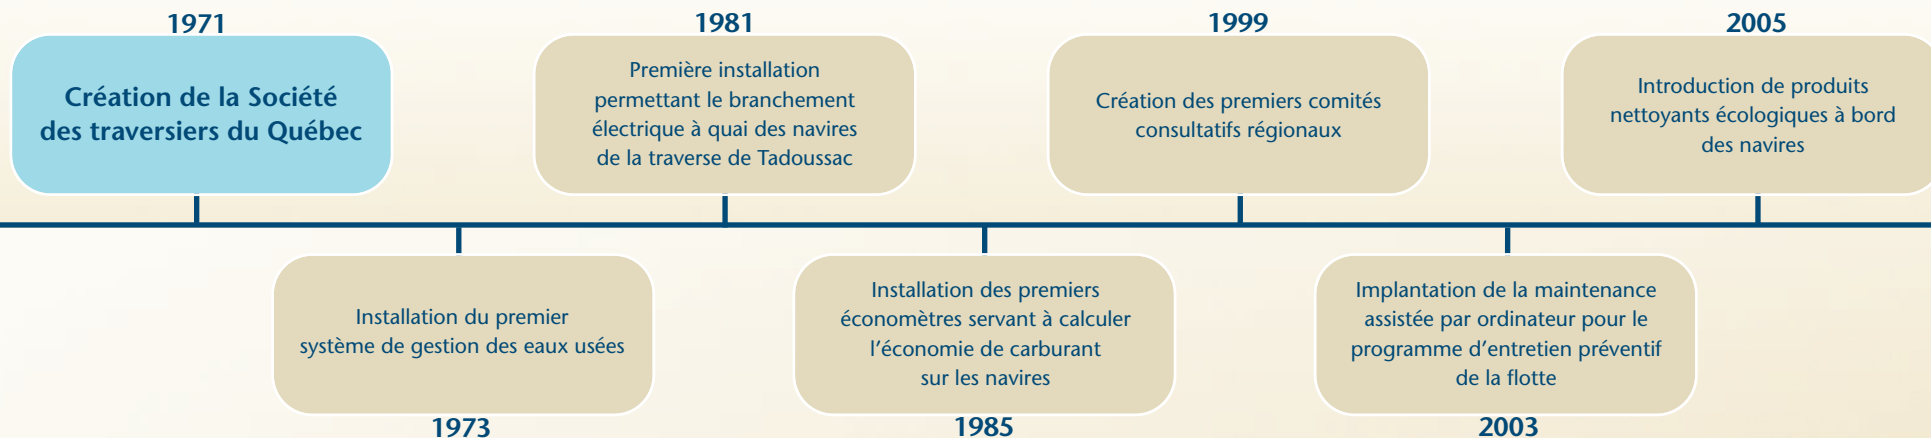 1971
Création de la Société
des traversiers du Québec
1973
Installation du premier
système de gestion des eaux usées
1981
Première installation
permettant le branchement
électrique à quai des navires
de la traverse de Tadoussac
1985
Installation des premiers
économètres servant à calculer
l’économie de carburant
sur les navires
1999
Création des premiers comités
consultatifs régionaux
2003
Implantation de la maintenance
assistée par ordinateur pour le
programme d’entretien préventif
de la flotte
2005
Introduction de produits
nettoyants écologiques à bord
des navires